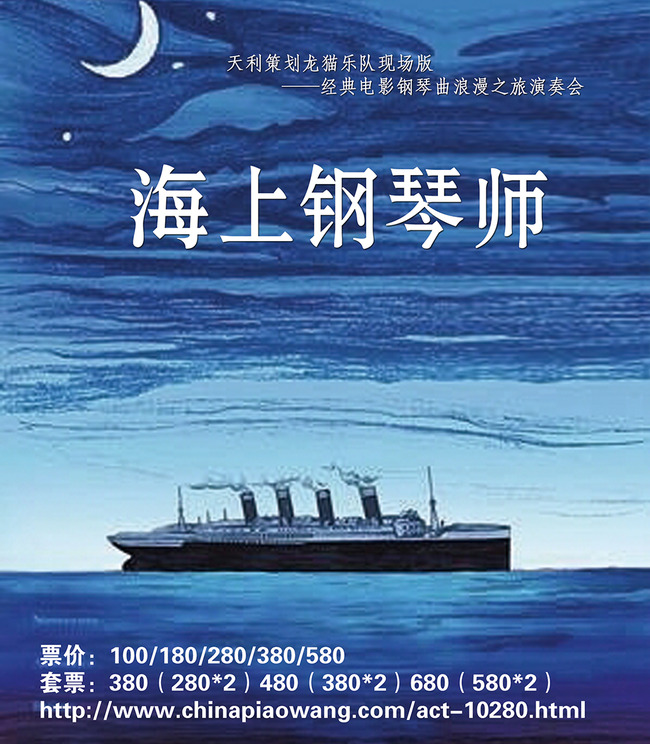 天利策划龙猫乐队现场版
——经典电影钢琴曲浪漫之旅演奏会
海上钢琴师
票价：100/180/280/380/580
套票：380（280*2）480（380*2）680（580*2）
http://www.chinapiaowang.com/act-10280.html